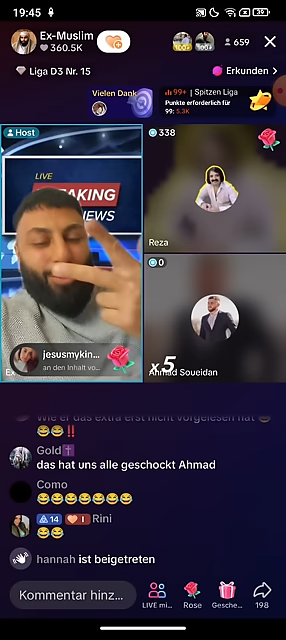 19:45
39
Ex-Muslim
360.5K
100+
100+
659
Liga D3 Nr. 15
Erkunden >
Vielen Dank
99+ | Spitzen Liga
Punkte erforderlich für
99: 5.3K
Host
338
LIVE
BREAKING
NEWS
Reza
0
jesusmykin...
an den Inhalt vo...
x5
Ahmad Soueidan
Wie er das extra erst nicht vorgelesen hat 😂
😂😂‼️
Gold✝️
das hat uns alle geschockt Ahmad
Como
😂😂😂😂😂😂😂
14 I Rini
😂😂
hannah ist beigetreten
Kommentar hinz...
LIVE mi...
Rose
Gesche...
198